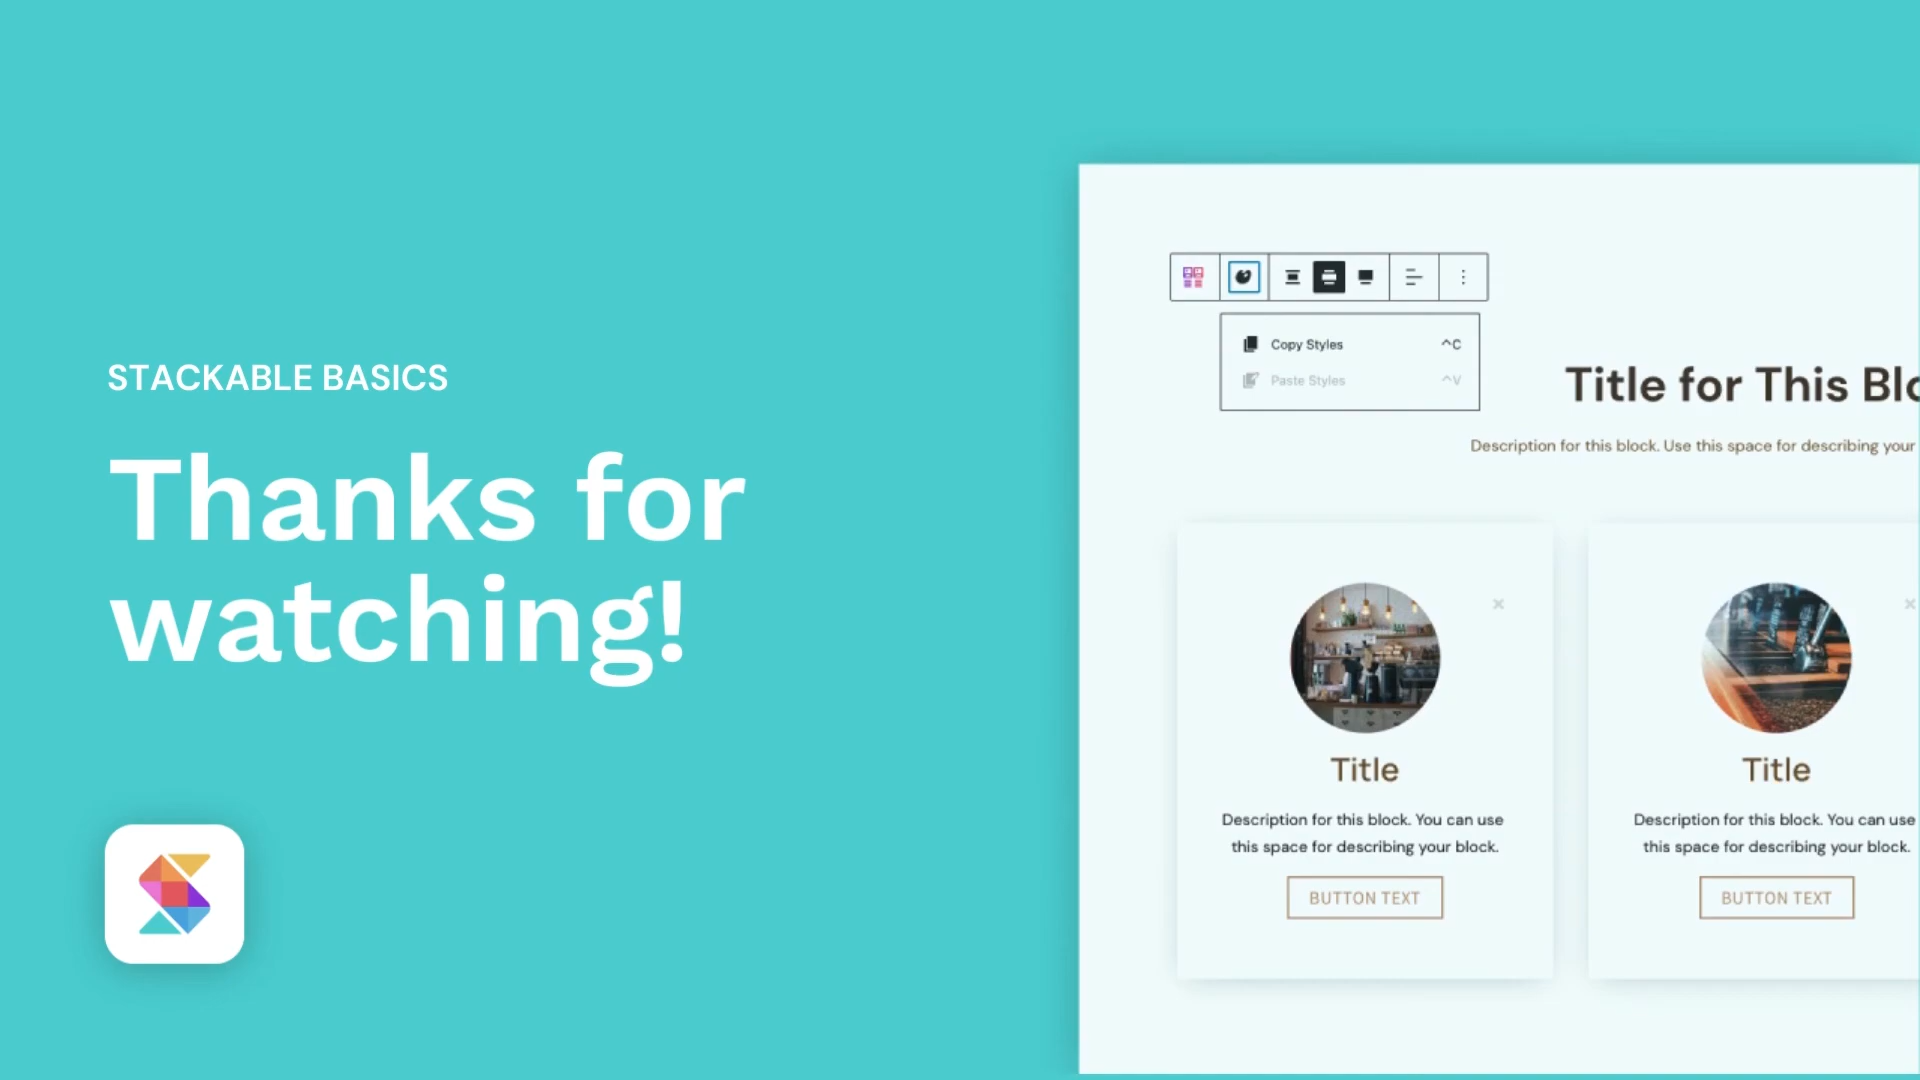 STACKABLE BASICS
Thanks for
watching!
Copy Styles ^C
Paste Styles ^V
Title for This Blo
Description for this block. Use this space for describing your
Title
Description for this block. You can use
this space for describing your block.
BUTTON TEXT
Title
Description for this block. You can use
this space for describing your block.
BUTTON TEXT